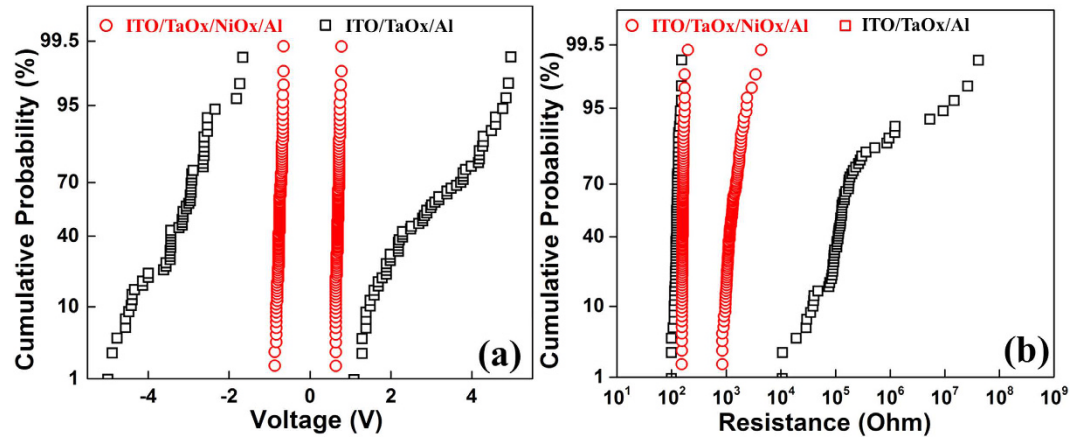 ITO/TaOx/NiOx/Al ITO/TaOx/Al
Cumulative Probability (%)
99.5
95
70
40
10
1
-4 -2 0 2 4
Voltage (V)
(a)
ITO/TaOx/NiOx/Al ITO/TaOx/Al
Cumulative Probability (%)
99.5
95
70
40
10
1
10¹ 10² 10³ 10⁴ 10⁵ 10⁶ 10⁷ 10⁸ 10⁹
Resistance (Ohm)
(b)